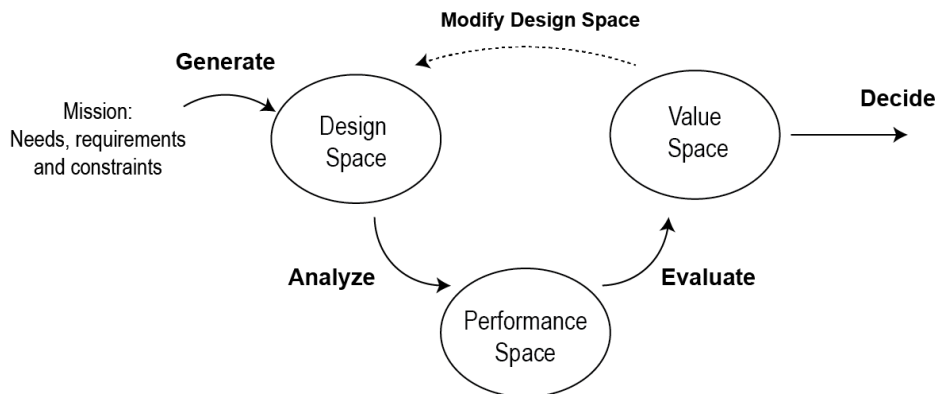 Modify Design Space
Generate
Mission:
Needs, requirements
and constraints
Design
Space
Value
Space
Decide
Analyze
Performance
Space
Evaluate